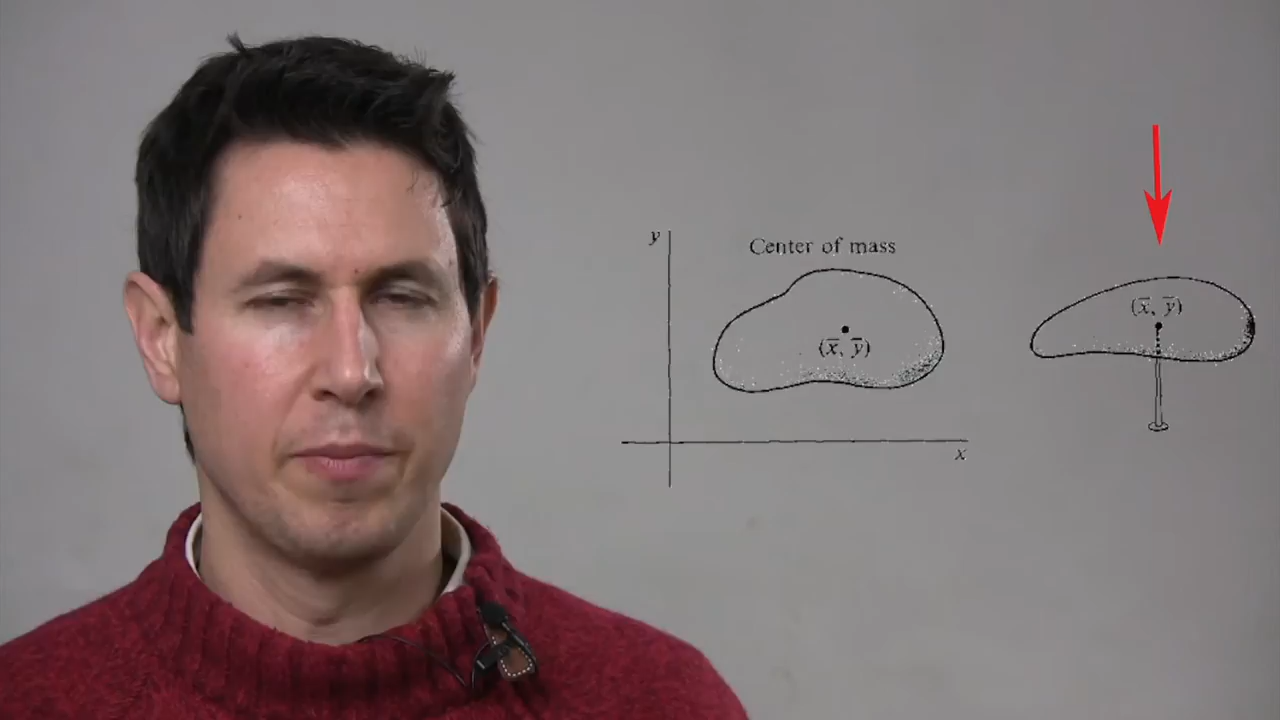 y
Center of mass
(x̅, y̅)
(x̅, y̅)
x